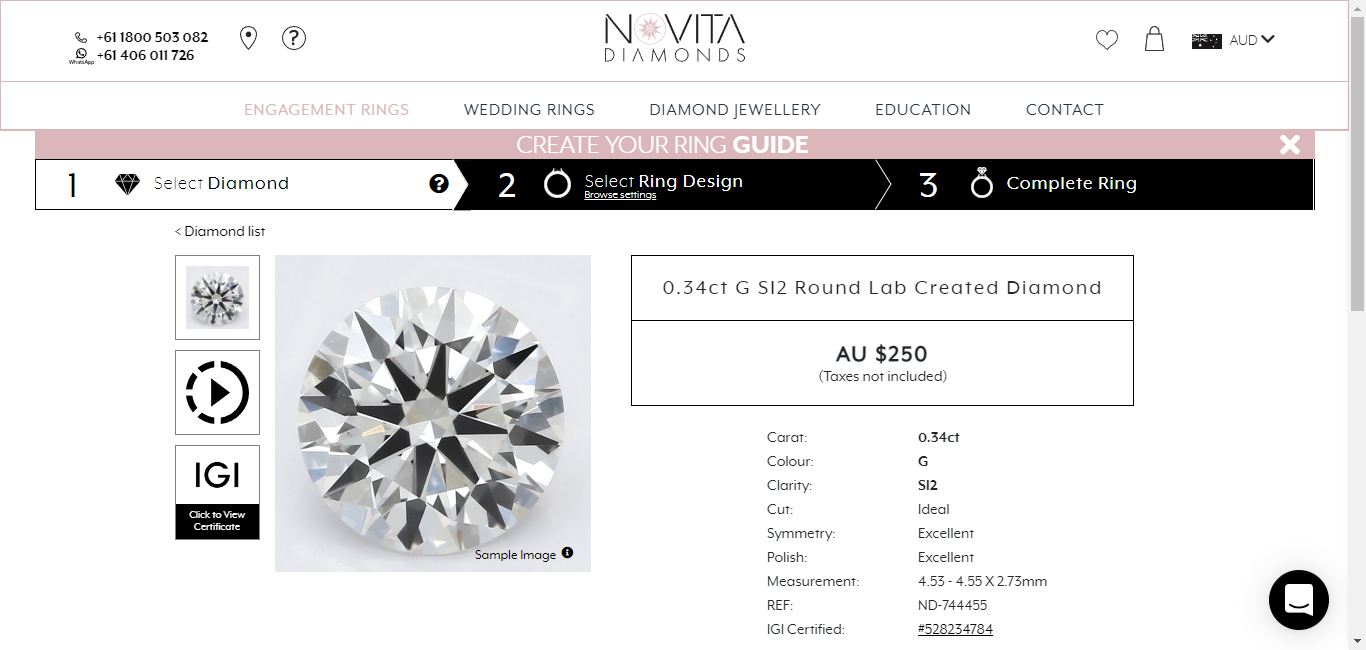 +61 1800 503 082
WhatsApp
+61 406 011 726
?
NOVITA
DIAMONDS
AUD
ENGAGEMENT RINGS
WEDDING RINGS
DIAMOND JEWELLERY
EDUCATION
CONTACT
CREATE YOUR RING GUIDE
1 Select Diamond ?
2 Select Ring Design
Browse settings
3 Complete Ring
< Diamond list
IGI
Click to View
Certificate
Sample Image i
0.34ct G SI2 Round Lab Created Diamond
AU $250
(Taxes not included)
Carat: 0.34ct
Colour: G
Clarity: SI2
Cut: Ideal
Symmetry: Excellent
Polish: Excellent
Measurement: 4.53 - 4.55 X 2.73mm
REF: ND-744455
IGI Certified: #528234784